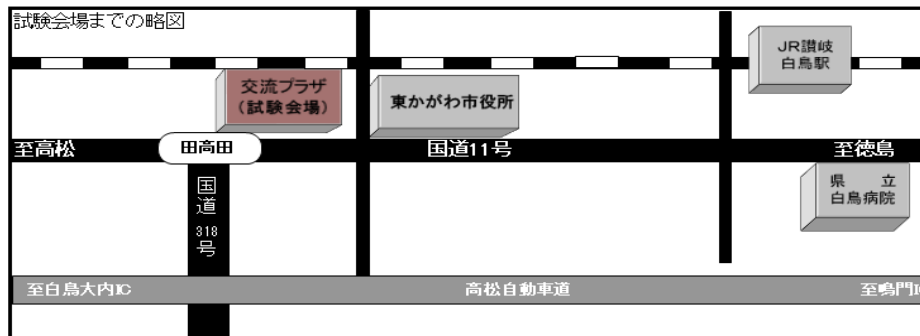 試験会場までの略図
JR讃岐
白鳥駅
交流プラザ
（試験会場）
東かがわ市役所
至高松
田高田
国道11号
至徳島
国道
318
号
県　立
白鳥病院
至白鳥大内IC
高松自動車道
至鳴門IC